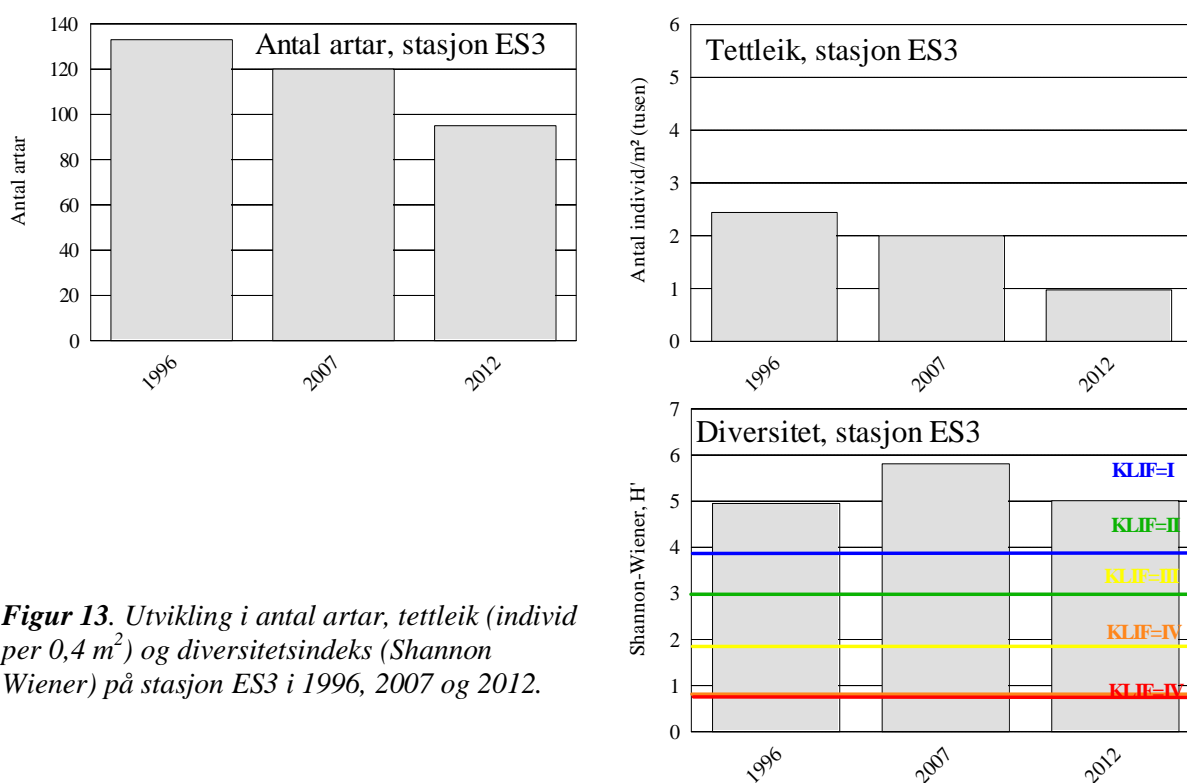 Antal artar, stasjon ES3
Antal artar
140
120
100
80
60
40
20
0
1996
2007
2012
Tettleik, stasjon ES3
Antal individ/m² (tusen)
6
5
4
3
2
1
0
1996
2007
2012
Diversitet, stasjon ES3
Shannon-Wiener, H'
7
6
5
4
3
2
1
0
KLIF=I
KLIF=II
KLIF=III
KLIF=IV
KLIF=IV
1996
2007
2012
Figur 13. Utvikling i antal artar, tettleik (individ
per 0,4 m²) og diversitetsindeks (Shannon
Wiener) på stasjon ES3 i 1996, 2007 og 2012.